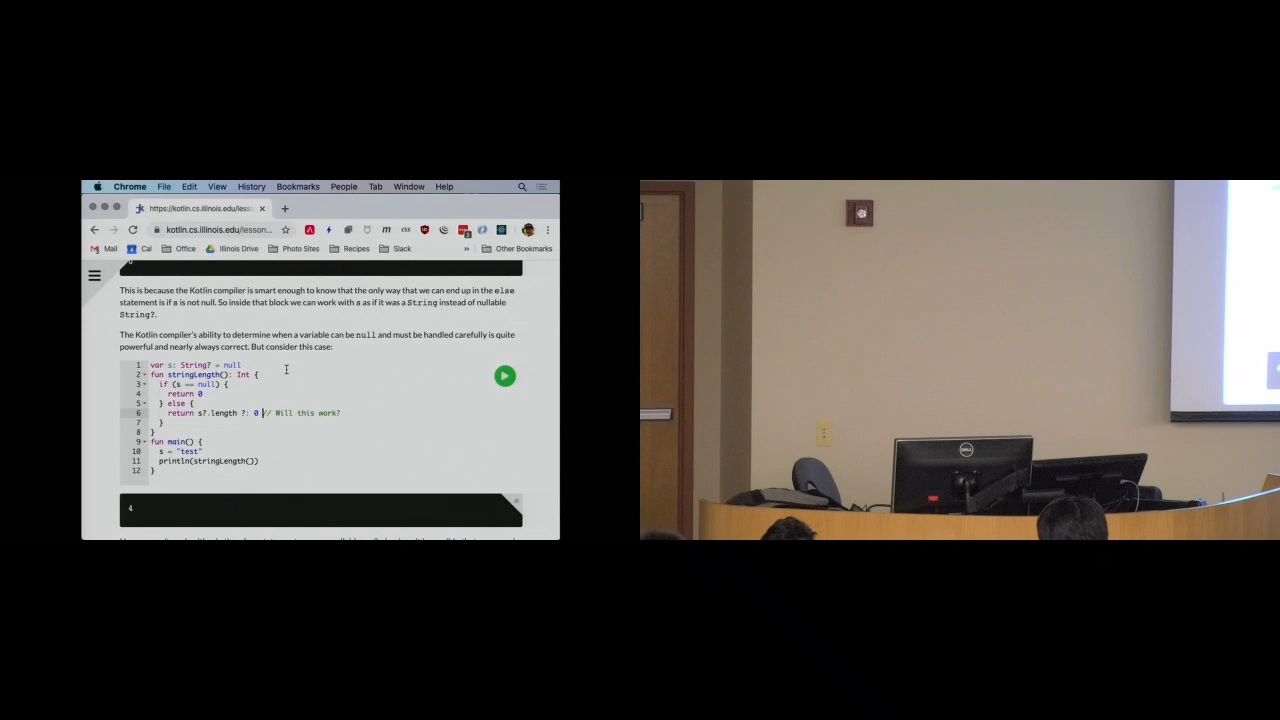 Chrome File Edit View History Bookmarks People Tab Window Help
https://kotlin.cs.illinois.edu/less
kotlin.cs.illinois.edu/lesson...
Mail Cal Office Illinois Drive Photo Sites Recipes Slack » Other Bookmarks
This is because the Kotlin compiler is smart enough to know that the only way that we can end up in the else
statement is if s is not null. So inside that block we can work with s as if it was a String instead of nullable
String?.
The Kotlin compiler's ability to determine when a variable can be null and must be handled carefully is quite
powerful and nearly always correct. But consider this case:
1 var s: String? = null
2 fun stringLength(): Int {
3 if (s == null) {
4 return 0
5 } else {
6 return s?.length ?: 0 // Will this work?
7 }
8 }
9 fun main() {
10 s = "test"
11 println(stringLength())
12 }
4
DELL